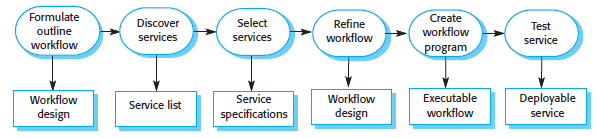 Formulate
outline
workflow
Discover
services
Select
services
Refine
workflow
Create
workflow
program
Test
service
Workflow
design
Service list
Service
specifications
Workflow
design
Executable
workflow
Deployable
service